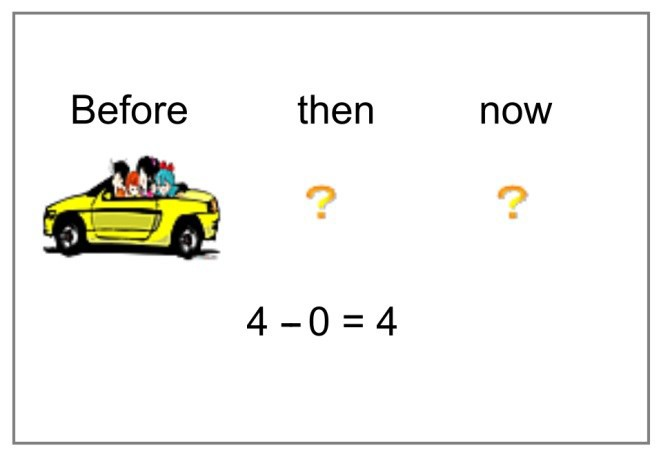 Before then now
? ?
4 – 0 = 4